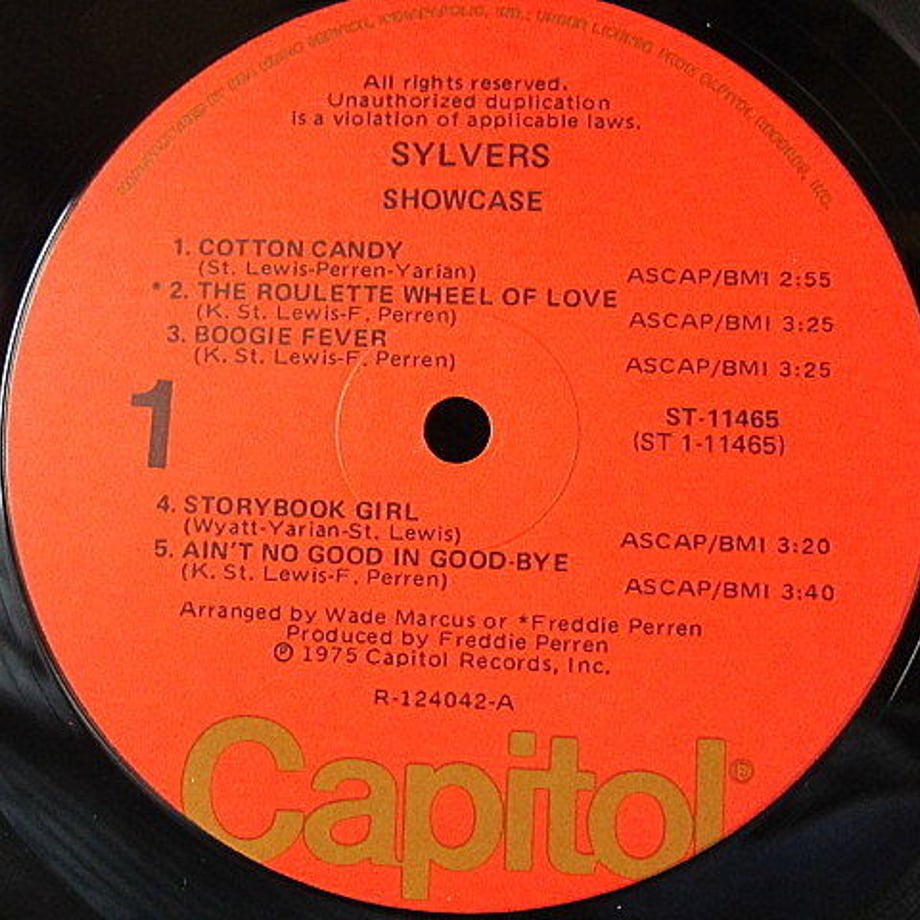 All rights reserved.
Unauthorized duplication
is a violation of applicable laws.
SYLVERS
SHOWCASE
1. COTTON CANDY
(St. Lewis-Perren-Yarian) ASCAP/BMI 2:55
*2. THE ROULETTE WHEEL OF LOVE
(K. St. Lewis-F. Perren) ASCAP/BMI 3:25
3. BOOGIE FEVER
(K. St. Lewis-F. Perren) ASCAP/BMI 3:25
1
ST-11465
(ST 1-11465)
4. STORYBOOK GIRL
(Wyatt-Yarian-St. Lewis) ASCAP/BMI 3:20
5. AIN'T NO GOOD IN GOOD-BYE
(K. St. Lewis-F. Perren) ASCAP/BMI 3:40
Arranged by Wade Marcus or *Freddie Perren
Produced by Freddie Perren
℗ 1975 Capitol Records, Inc.
R-124042-A
Capitol®